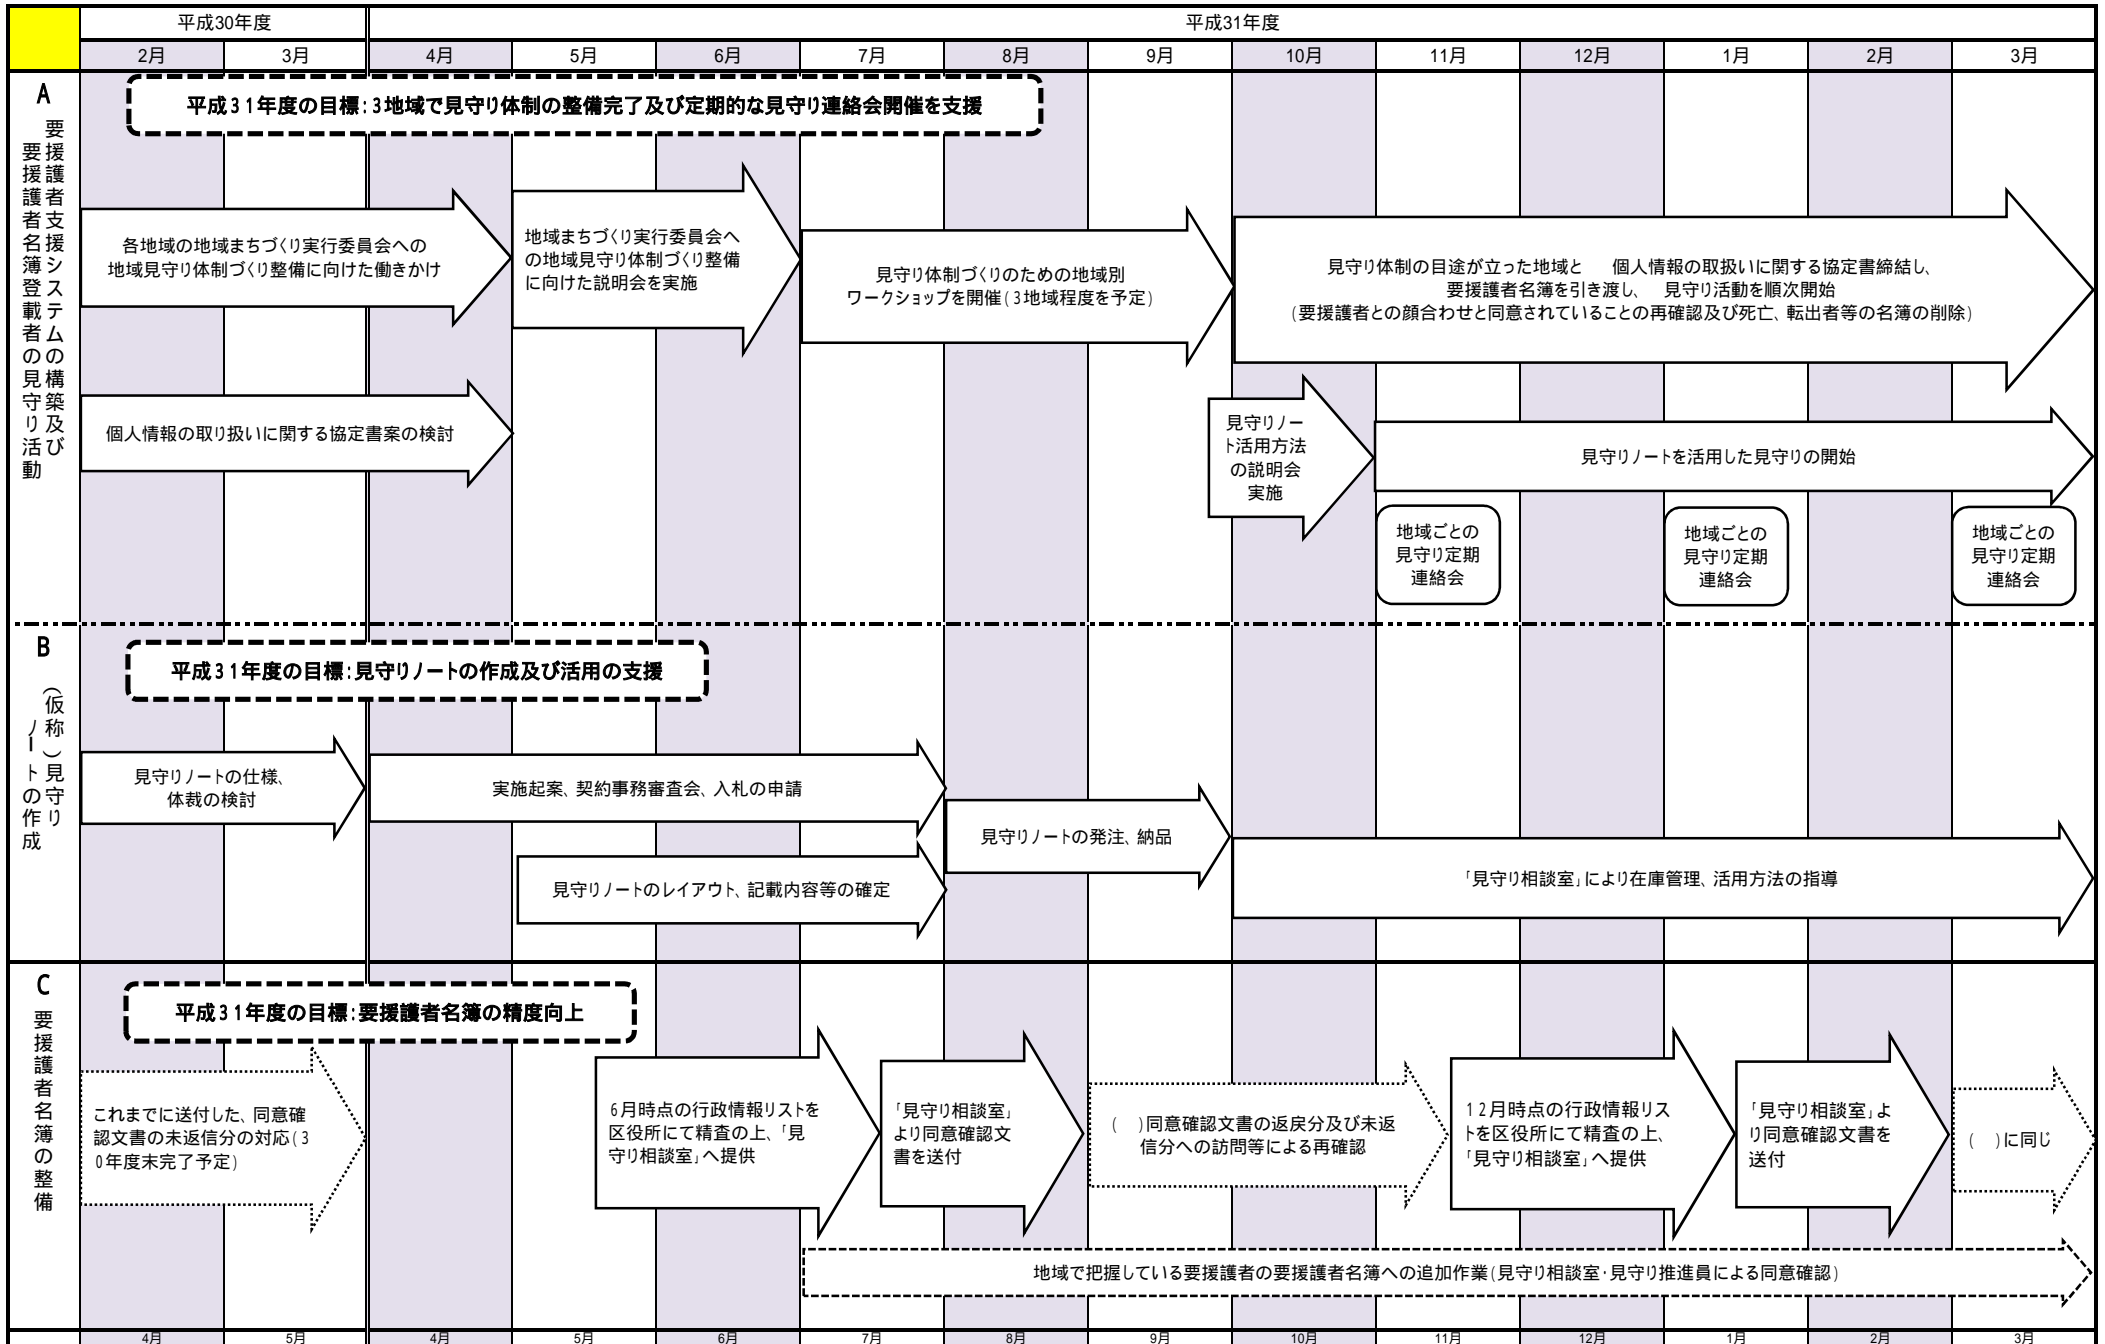 平成30年度
平成31年度
2月
3月
4月
5月
6月
7月
8月
9月
10月
11月
12月
1月
2月
3月
A
要援護者支援システムの構築及び
要援護者名簿登載者の見守り活動
平成31年度の目標:3地域で見守り体制の整備完了及び定期的な見守り連絡会開催を支援
各地域の地域まちづくり実行委員会への
地域見守り体制づくり整備に向けた働きかけ
地域まちづくり実行委員会へ
の地域見守り体制づくり整備
に向けた説明会を実施
見守り体制づくりのための地域別
ワークショップを開催(3地域程度を予定)
見守り体制の目途が立った地域と　個人情報の取扱いに関する協定書締結し、
要援護者名簿を引き渡し、　見守り活動を順次開始
(要援護者との顔合わせと同意されていることの再確認及び死亡、転出者等の名簿の削除)
個人情報の取り扱いに関する協定書案の検討
見守りノー
ト活用方法
の説明会
実施
見守りノートを活用した見守りの開始
地域ごとの
見守り定期
連絡会
地域ごとの
見守り定期
連絡会
地域ごとの
見守り定期
連絡会
B
(仮称)見守り
ノートの作成
平成31年度の目標:見守りノートの作成及び活用の支援
見守りノートの仕様、
体裁の検討
実施起案、契約事務審査会、入札の申請
見守りノートのレイアウト、記載内容等の確定
見守りノートの発注、納品
「見守り相談室」により在庫管理、活用方法の指導
C
要援護者名簿の整備
平成31年度の目標:要援護者名簿の精度向上
これまでに送付した、同意確
認文書の未返信分の対応(3
0年度末完了予定)
6月時点の行政情報リストを
区役所にて精査の上、「見
守り相談室」へ提供
「見守り相談室」
より同意確認文
書を送付
(　)同意確認文書の返戻分及び未返
信分への訪問等による再確認
12月時点の行政情報リス
トを区役所にて精査の上、
「見守り相談室」へ提供
「見守り相談室」よ
り同意確認文書を
送付
(　)に同じ
地域で把握している要援護者の要援護者名簿への追加作業(見守り相談室・見守り推進員による同意確認)
4月
5月
4月
5月
6月
7月
8月
9月
10月
11月
12月
1月
2月
3月